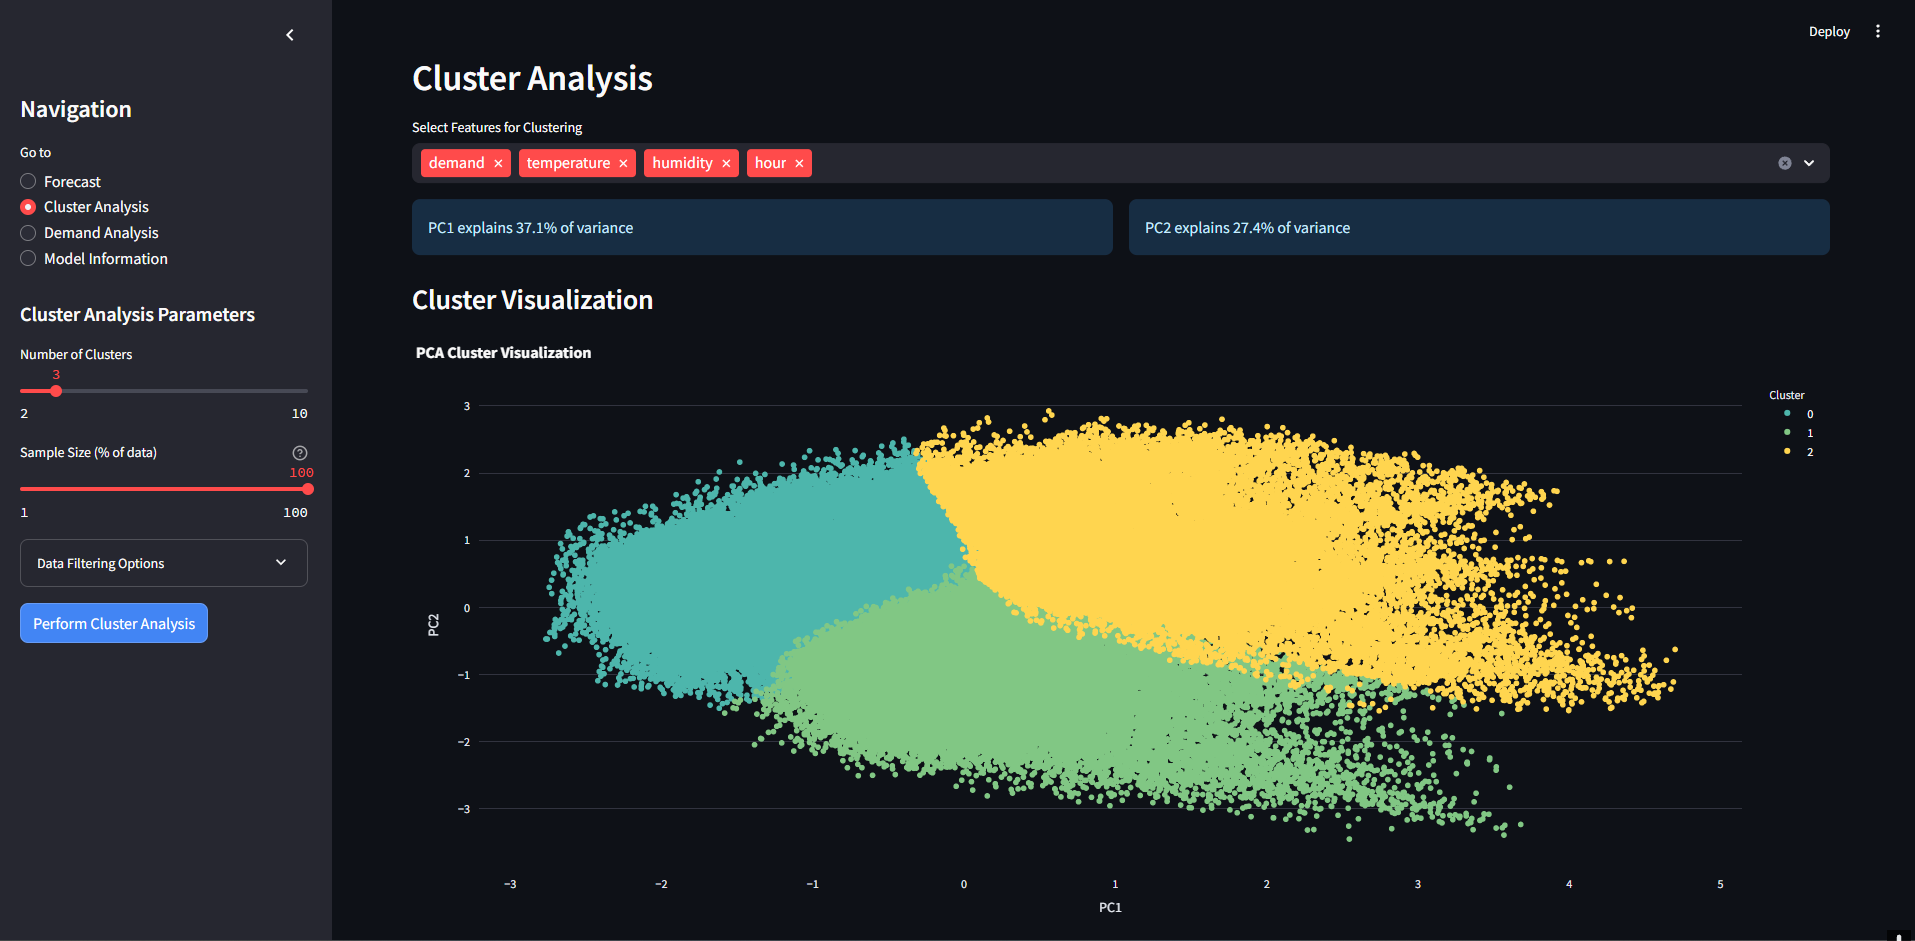 Deploy
Navigation
Go to
Forecast
Cluster Analysis
Demand Analysis
Model Information
Cluster Analysis Parameters
Number of Clusters
3
2 10
Sample Size (% of data)
100
1 100
Data Filtering Options
Perform Cluster Analysis
Cluster Analysis
Select Features for Clustering
demand temperature humidity hour
PC1 explains 37.1% of variance
PC2 explains 27.4% of variance
Cluster Visualization
PCA Cluster Visualization
Cluster
0
1
2
3
2
1
0
−1
−2
−3
PC2
−3 −2 −1 0 1 2 3 4 5
PC1